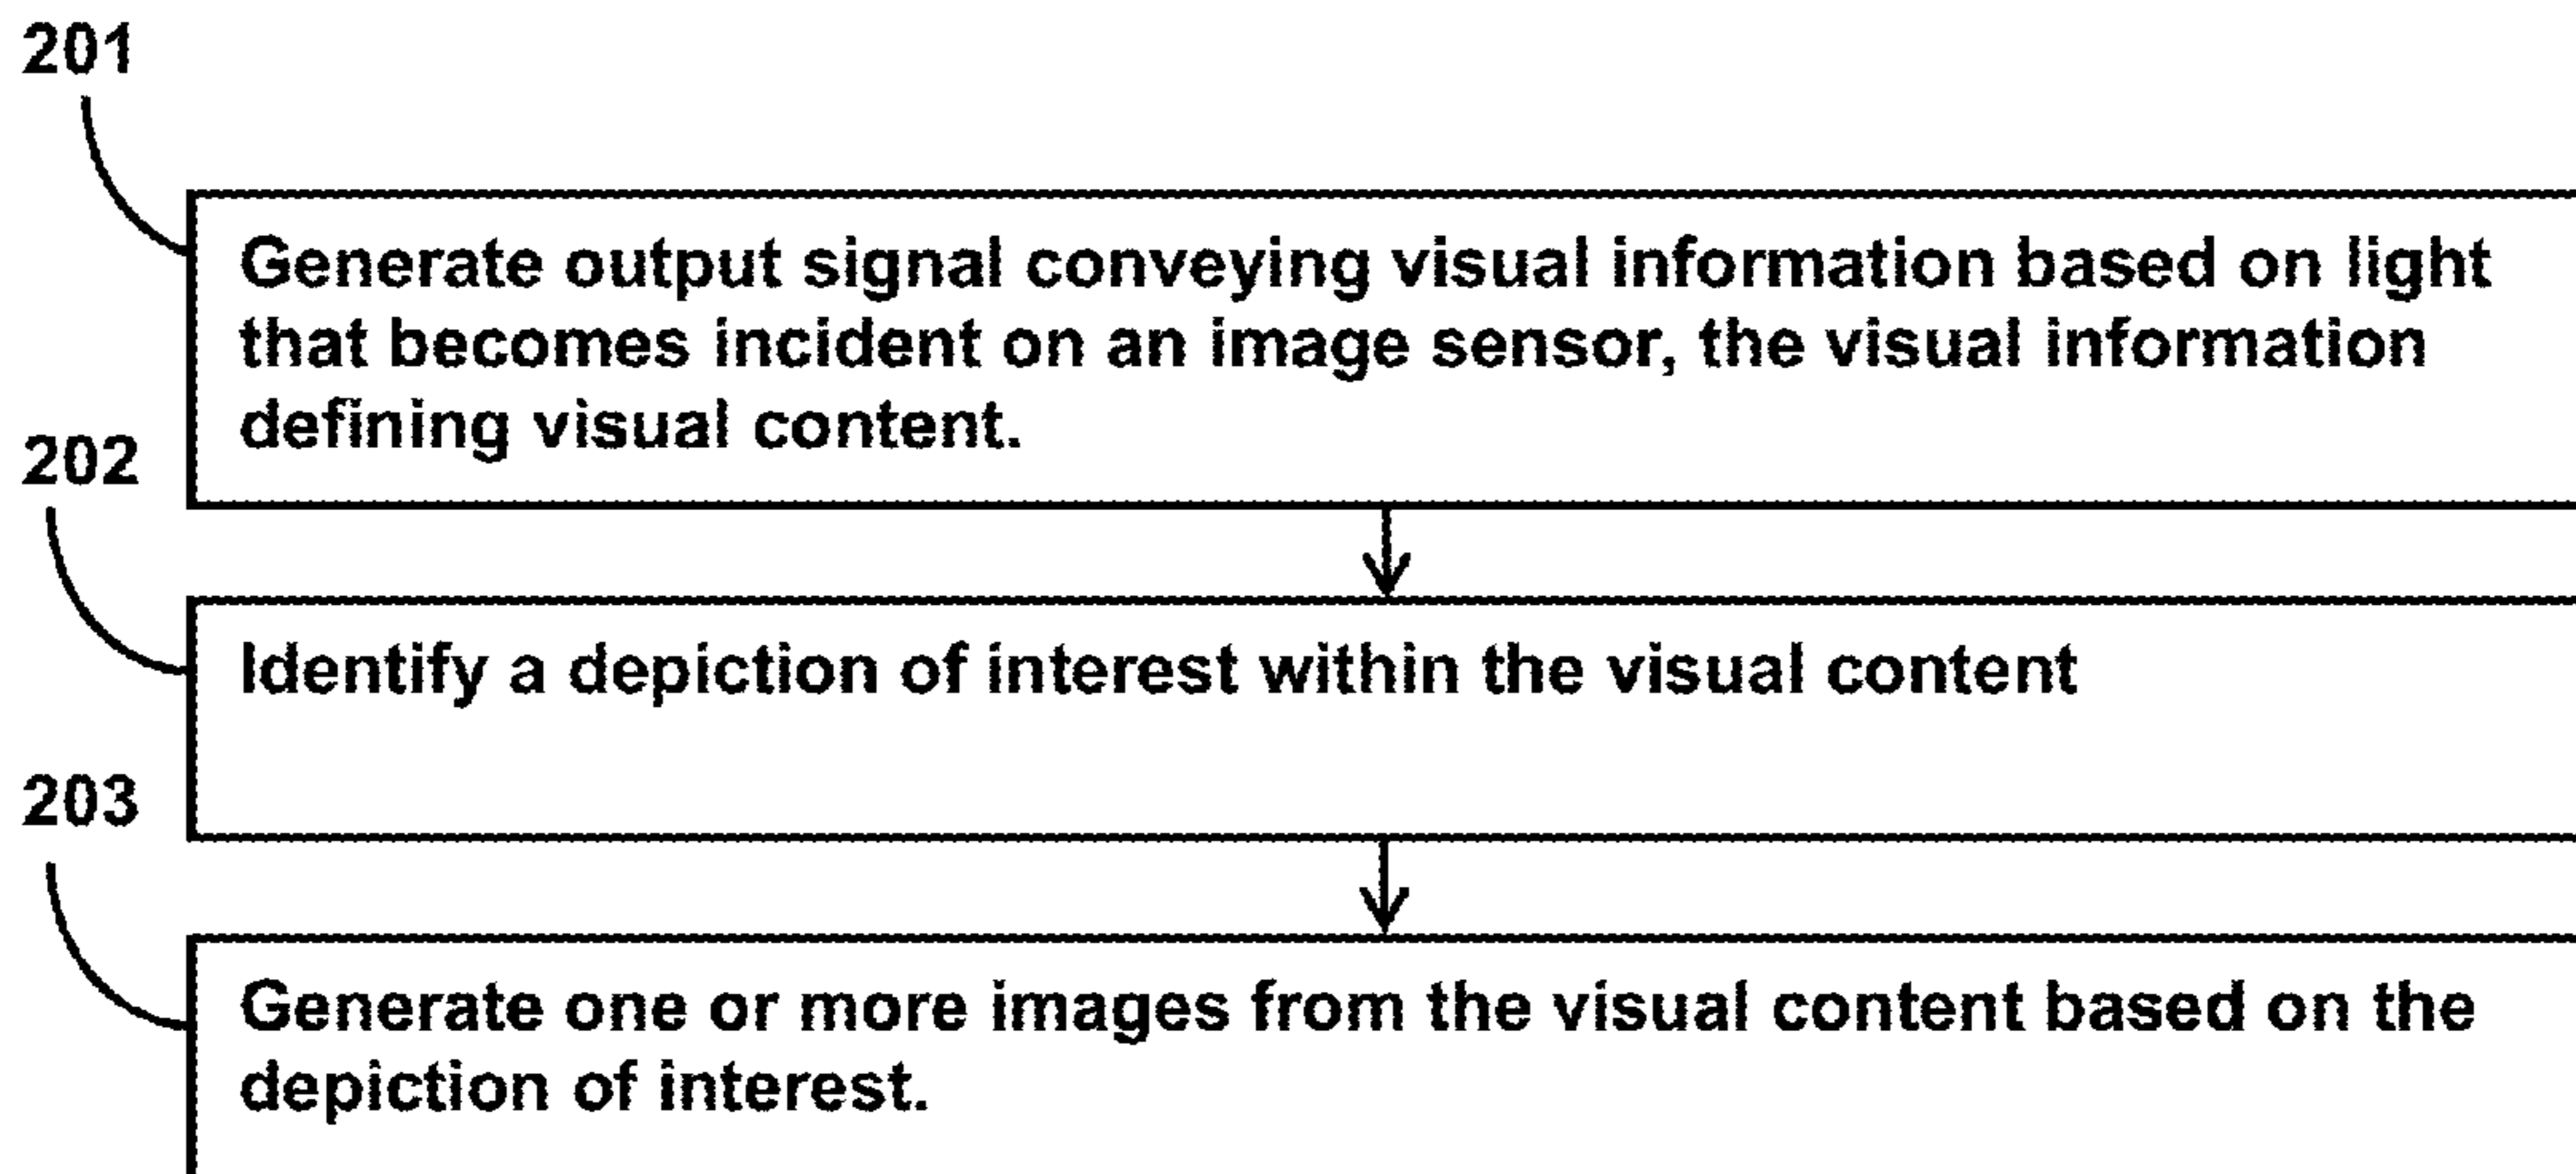 201
Generate output signal conveying visual information based on light
that becomes incident on an image sensor, the visual information
defining visual content.
202
Identify a depiction of interest within the visual content
203
Generate one or more images from the visual content based on the
depiction of interest.